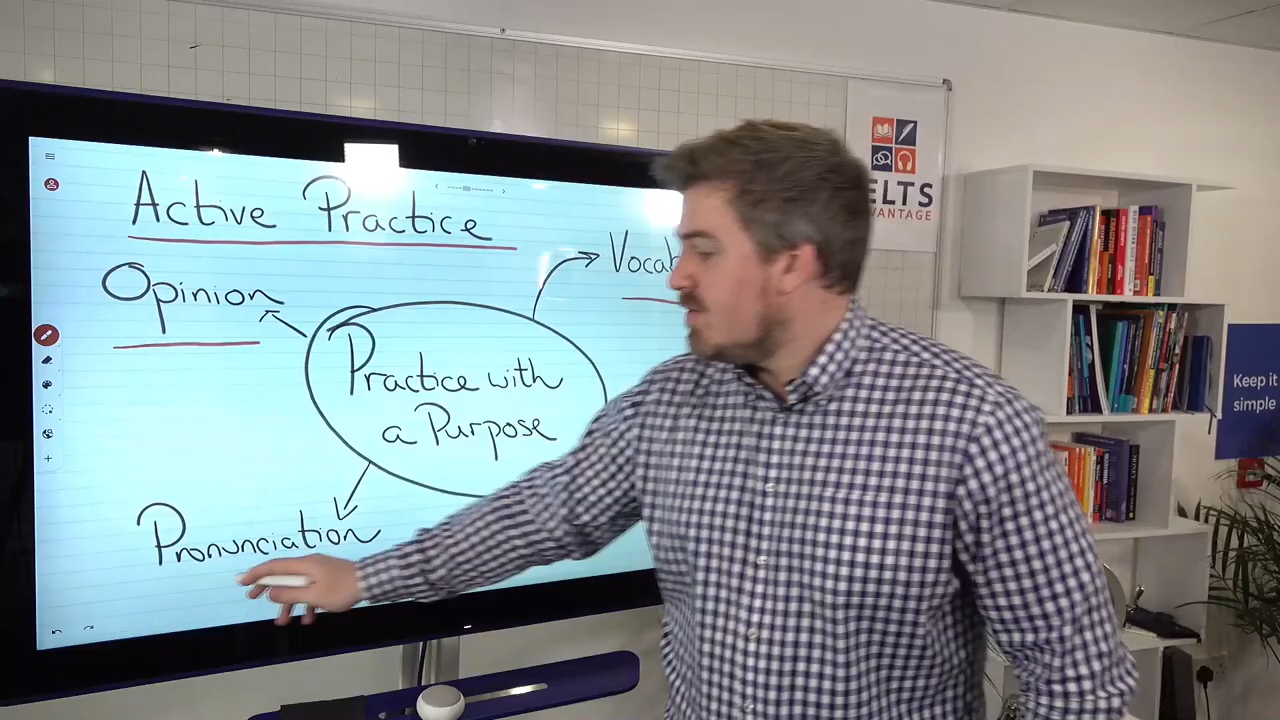 Active Practice
Opinion
Vocab
Practice with
a Purpose
Pronunciation
ELTS
VANTAGE
Keep it
simple